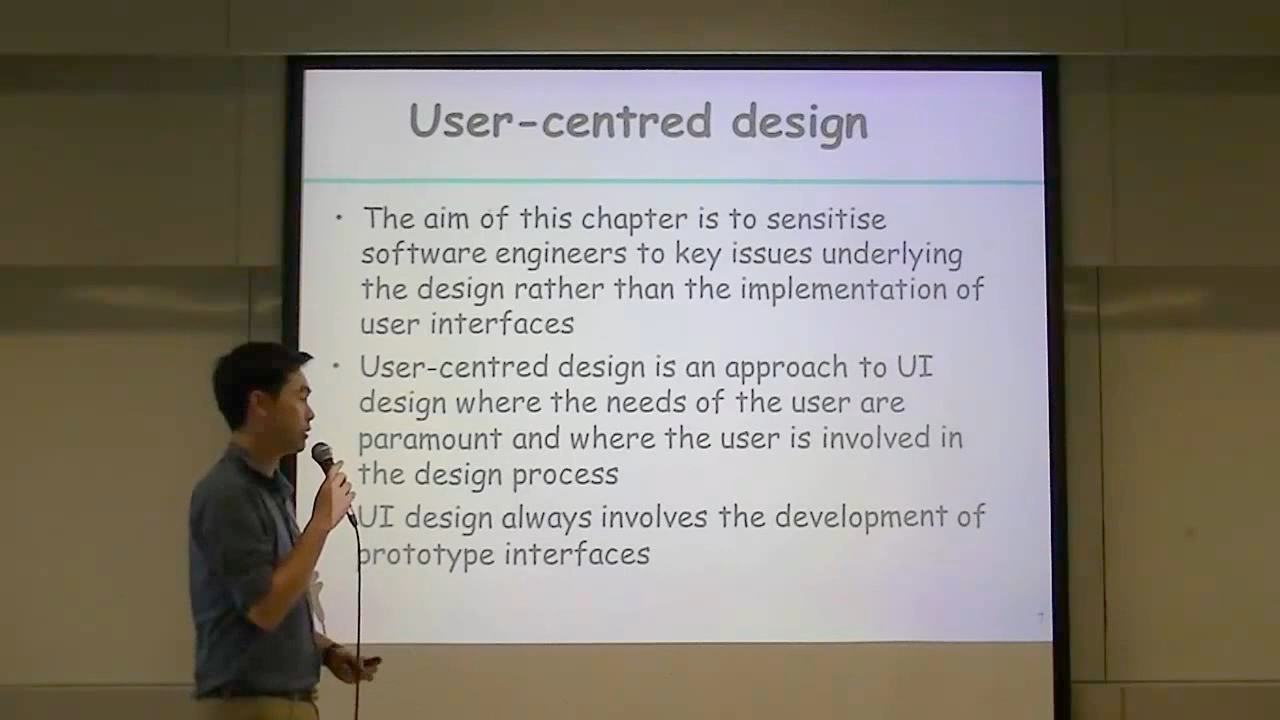 User-centred design
• The aim of this chapter is to sensitise
software engineers to key issues underlying
the design rather than the implementation of
user interfaces
• User-centred design is an approach to UI
design where the needs of the user are
paramount and where the user is involved in
the design process
UI design always involves the development of
prototype interfaces
7